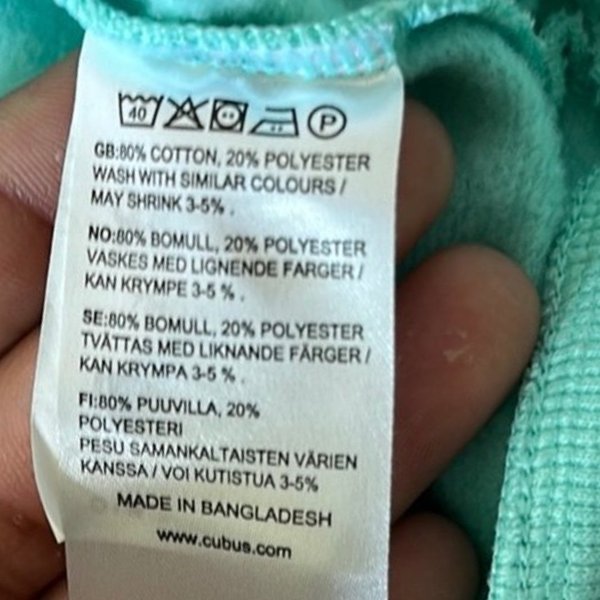 40
P
GB:80% COTTON, 20% POLYESTER
WASH WITH SIMILAR COLOURS /
MAY SHRINK 3-5% .
NO:80% BOMULL, 20% POLYESTER
VASKES MED LIGNENDE FARGER /
KAN KRYMPE 3-5 % .
SE:80% BOMULL, 20% POLYESTER
TVÄTTAS MED LIKNANDE FÄRGER /
KAN KRYMPA 3-5 % .
FI:80% PUUVILLA, 20%
POLYESTERI
PESU SAMANKALTAISTEN VÄRIEN
KANSSA / VOI KUTISTUA 3-5%
MADE IN BANGLADESH
www.cubus.com